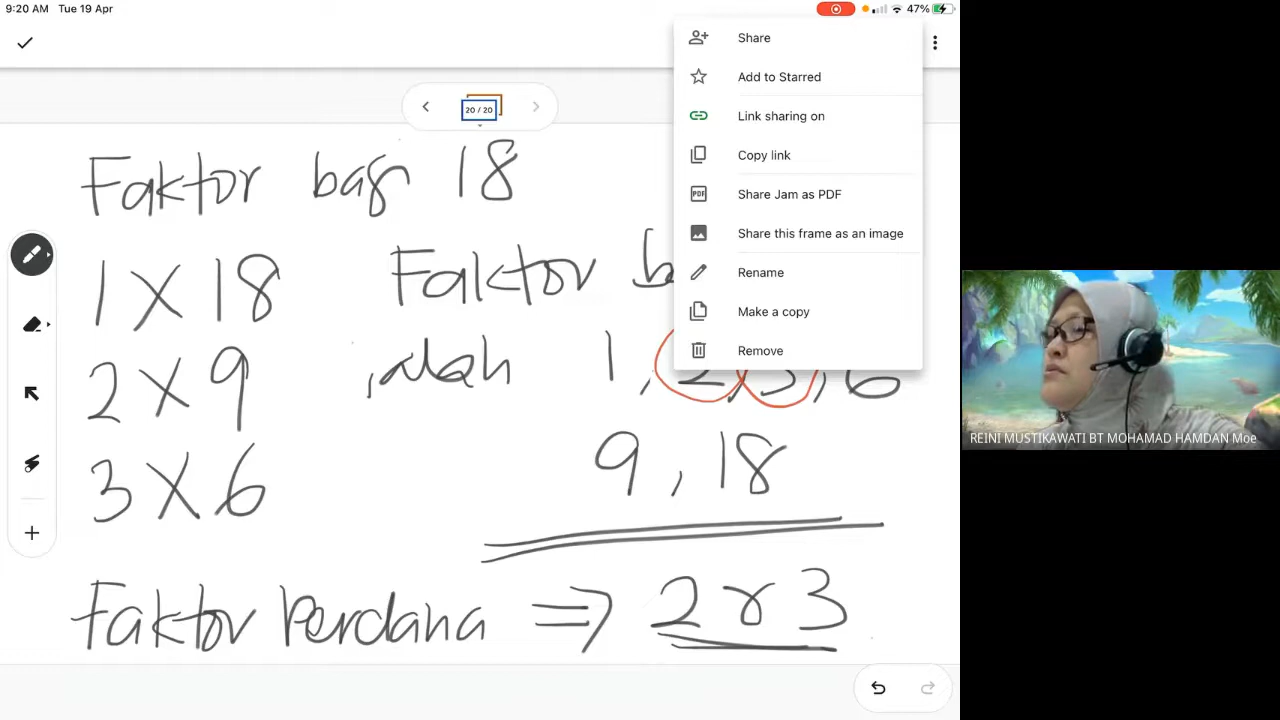 9:20 AM Tue 19 Apr
47%
Share
Add to Starred
Link sharing on
Copy link
PDF Share Jam as PDF
Share this frame as an image
Rename
Make a copy
Remove
20 / 20
Faktor bagi 18
1 X 18
2 X 9
3 X 6
Faktor
ialah 1, 2, 3, 6
9, 18
Faktor Perdana => 2 & 3
REINI MUSTIKAWATI BT MOHAMAD HAMDAN Moe